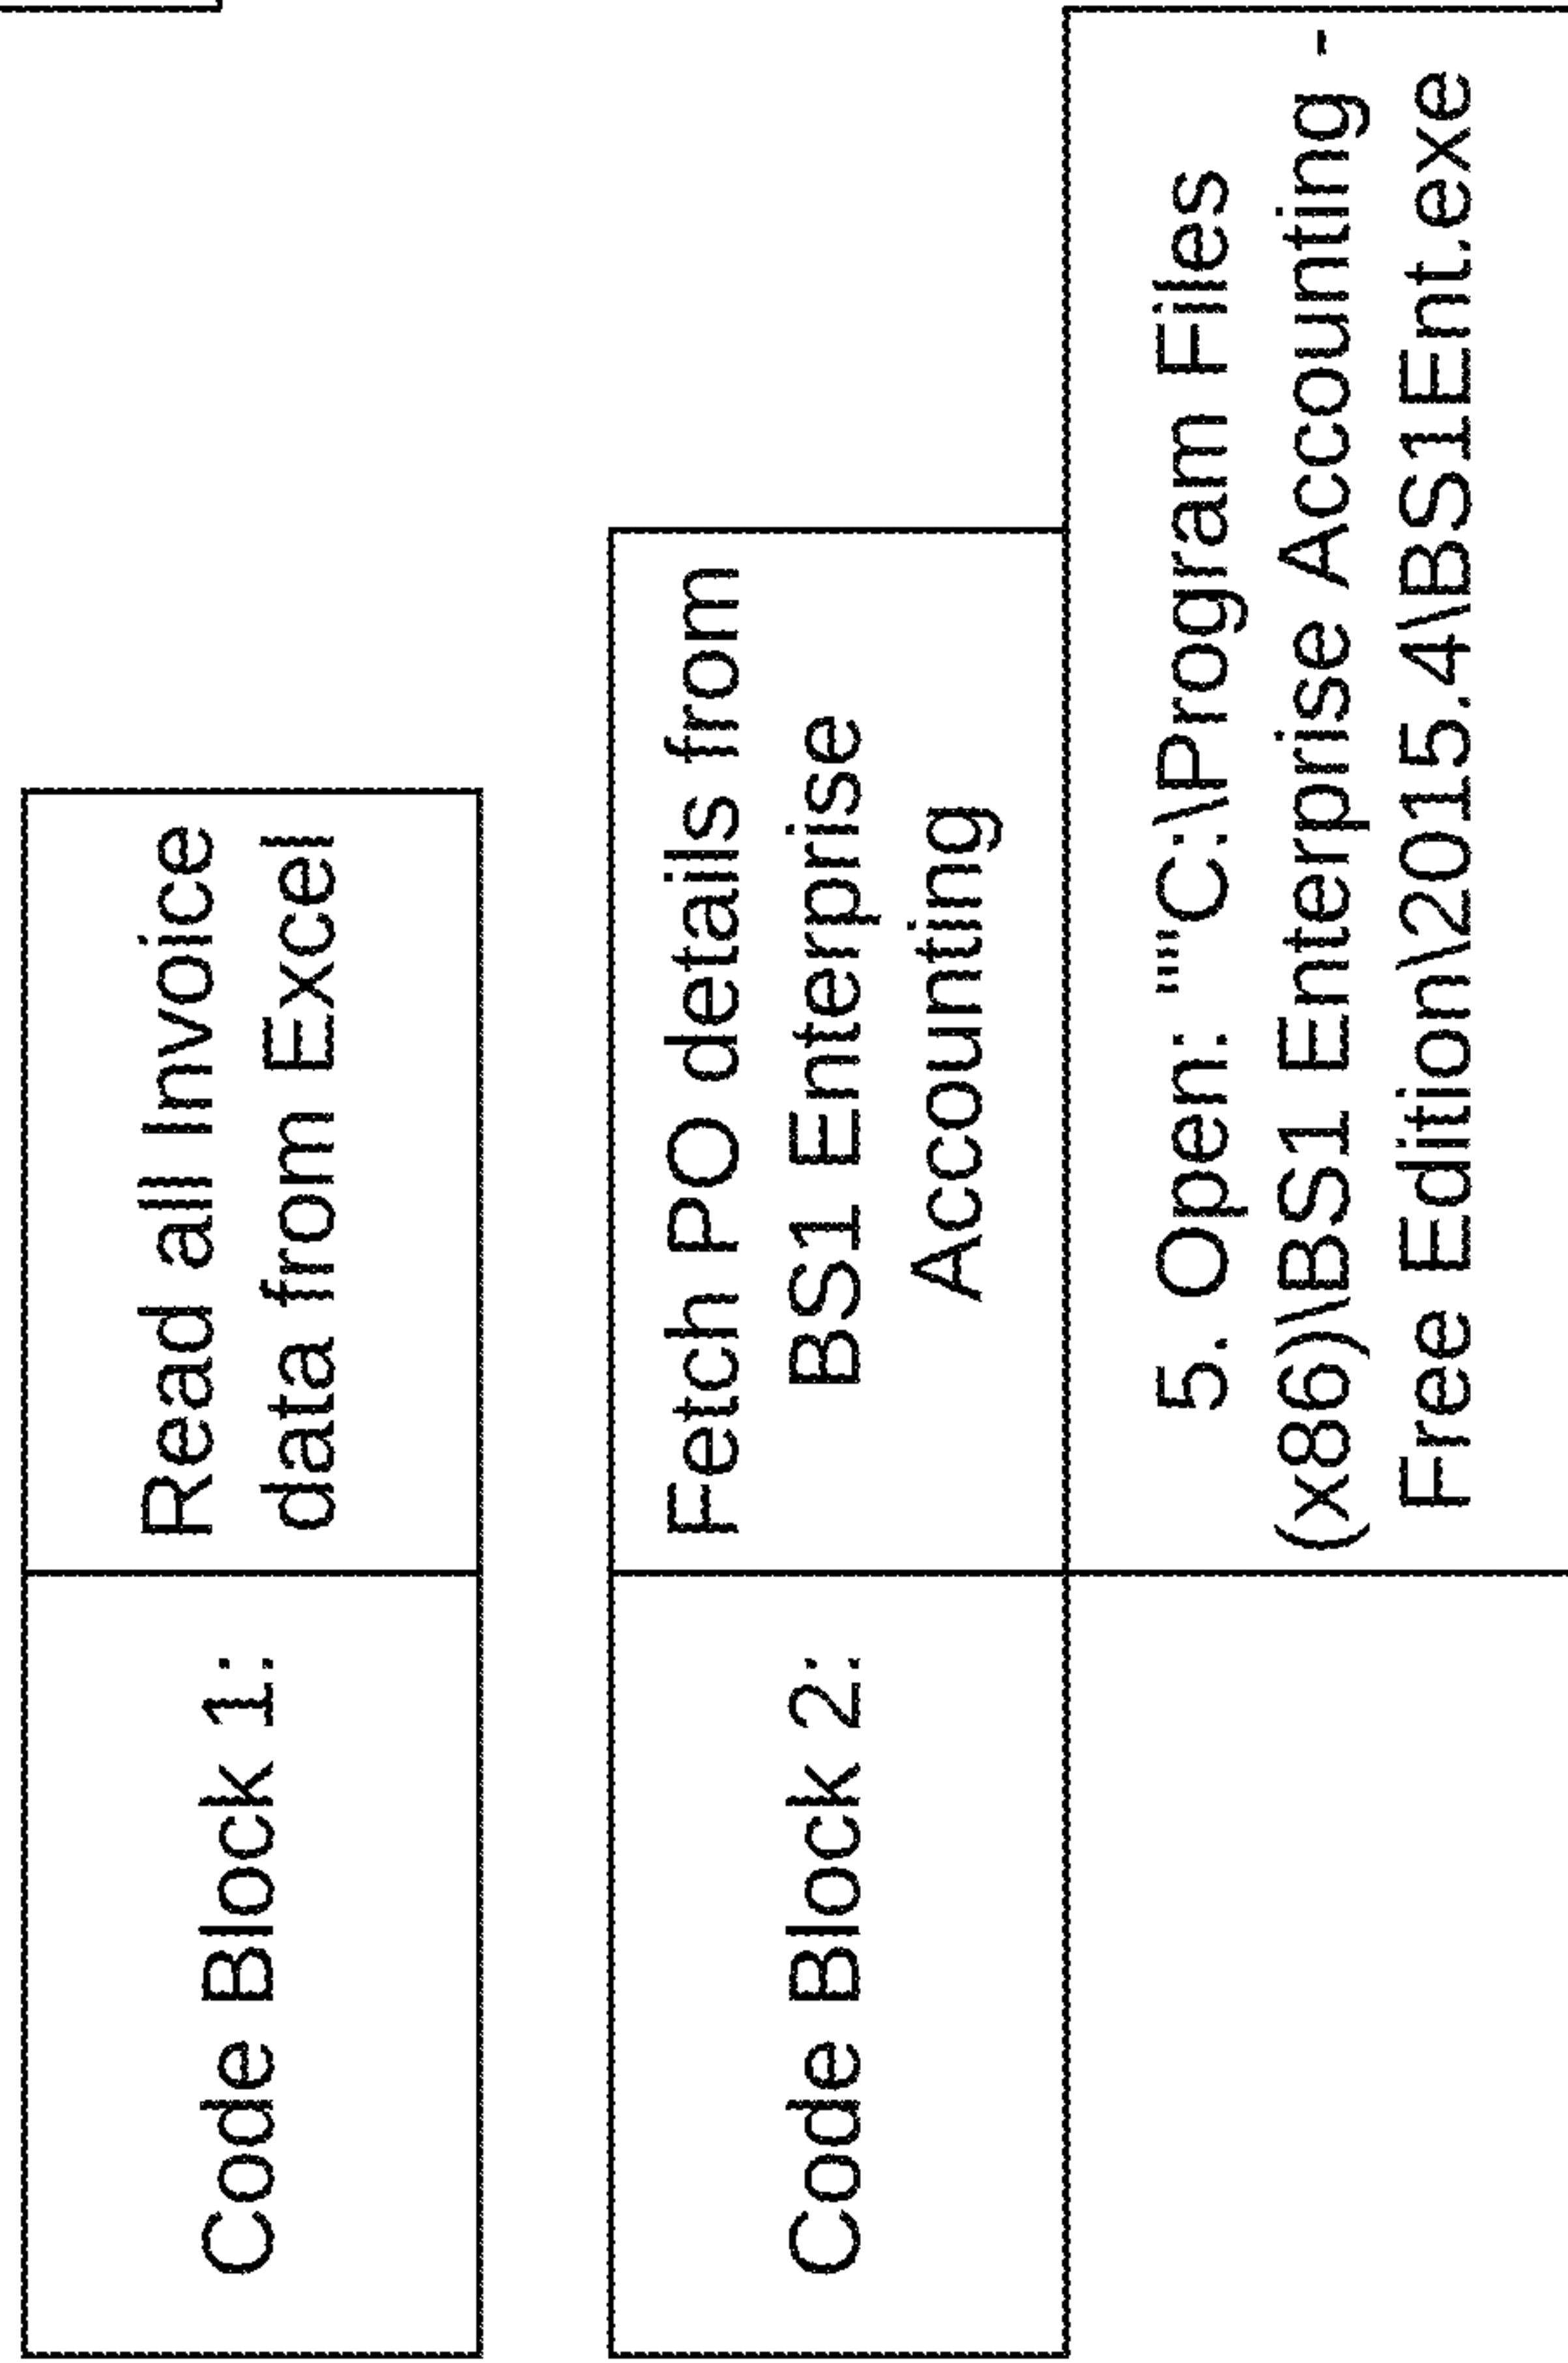 Code Block 1:
Read all Invoice
data from Excel
Code Block 2:
Fetch PO details from
BS1 Enterprise
Accounting
5. Open: """C:\Program Files
(x86)\BS1 Enterprise Accounting -
Free Edition\2015.4\BS1Ent.exe